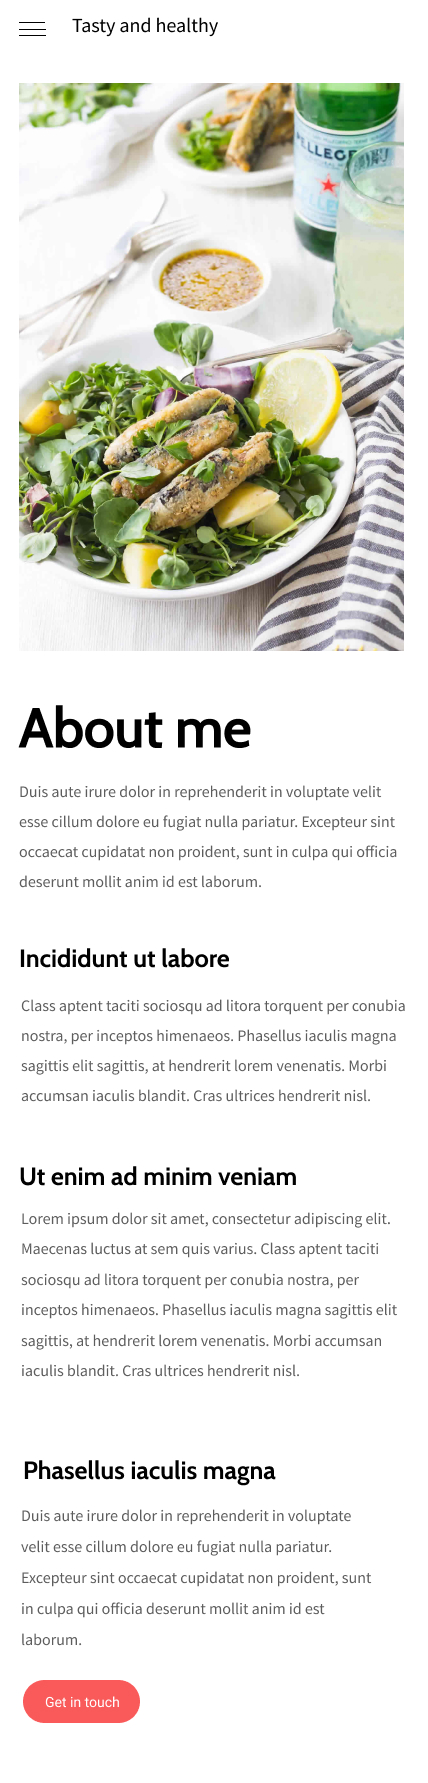 Tasty and healthy
PELLEGR
About me
Duis aute irure dolor in reprehenderit in voluptate velit
esse cillum dolore eu fugiat nulla pariatur. Excepteur sint
occaecat cupidatat non proident, sunt in culpa qui officia
deserunt mollit anim id est laborum.
Incididunt ut labore
Class aptent taciti sociosqu ad litora torquent per conubia
nostra, per inceptos himenaeos. Phasellus iaculis magna
sagittis elit sagittis, at hendrerit lorem venenatis. Morbi
accumsan iaculis blandit. Cras ultrices hendrerit nisl.
Ut enim ad minim veniam
Lorem ipsum dolor sit amet, consectetur adipiscing elit.
Maecenas luctus at sem quis varius. Class aptent taciti
sociosqu ad litora torquent per conubia nostra, per
inceptos himenaeos. Phasellus iaculis magna sagittis elit
sagittis, at hendrerit lorem venenatis. Morbi accumsan
iaculis blandit. Cras ultrices hendrerit nisl.
Phasellus iaculis magna
Duis aute irure dolor in reprehenderit in voluptate
velit esse cillum dolore eu fugiat nulla pariatur.
Excepteur sint occaecat cupidatat non proident, sunt
in culpa qui officia deserunt mollit anim id est
laborum.
Get in touch